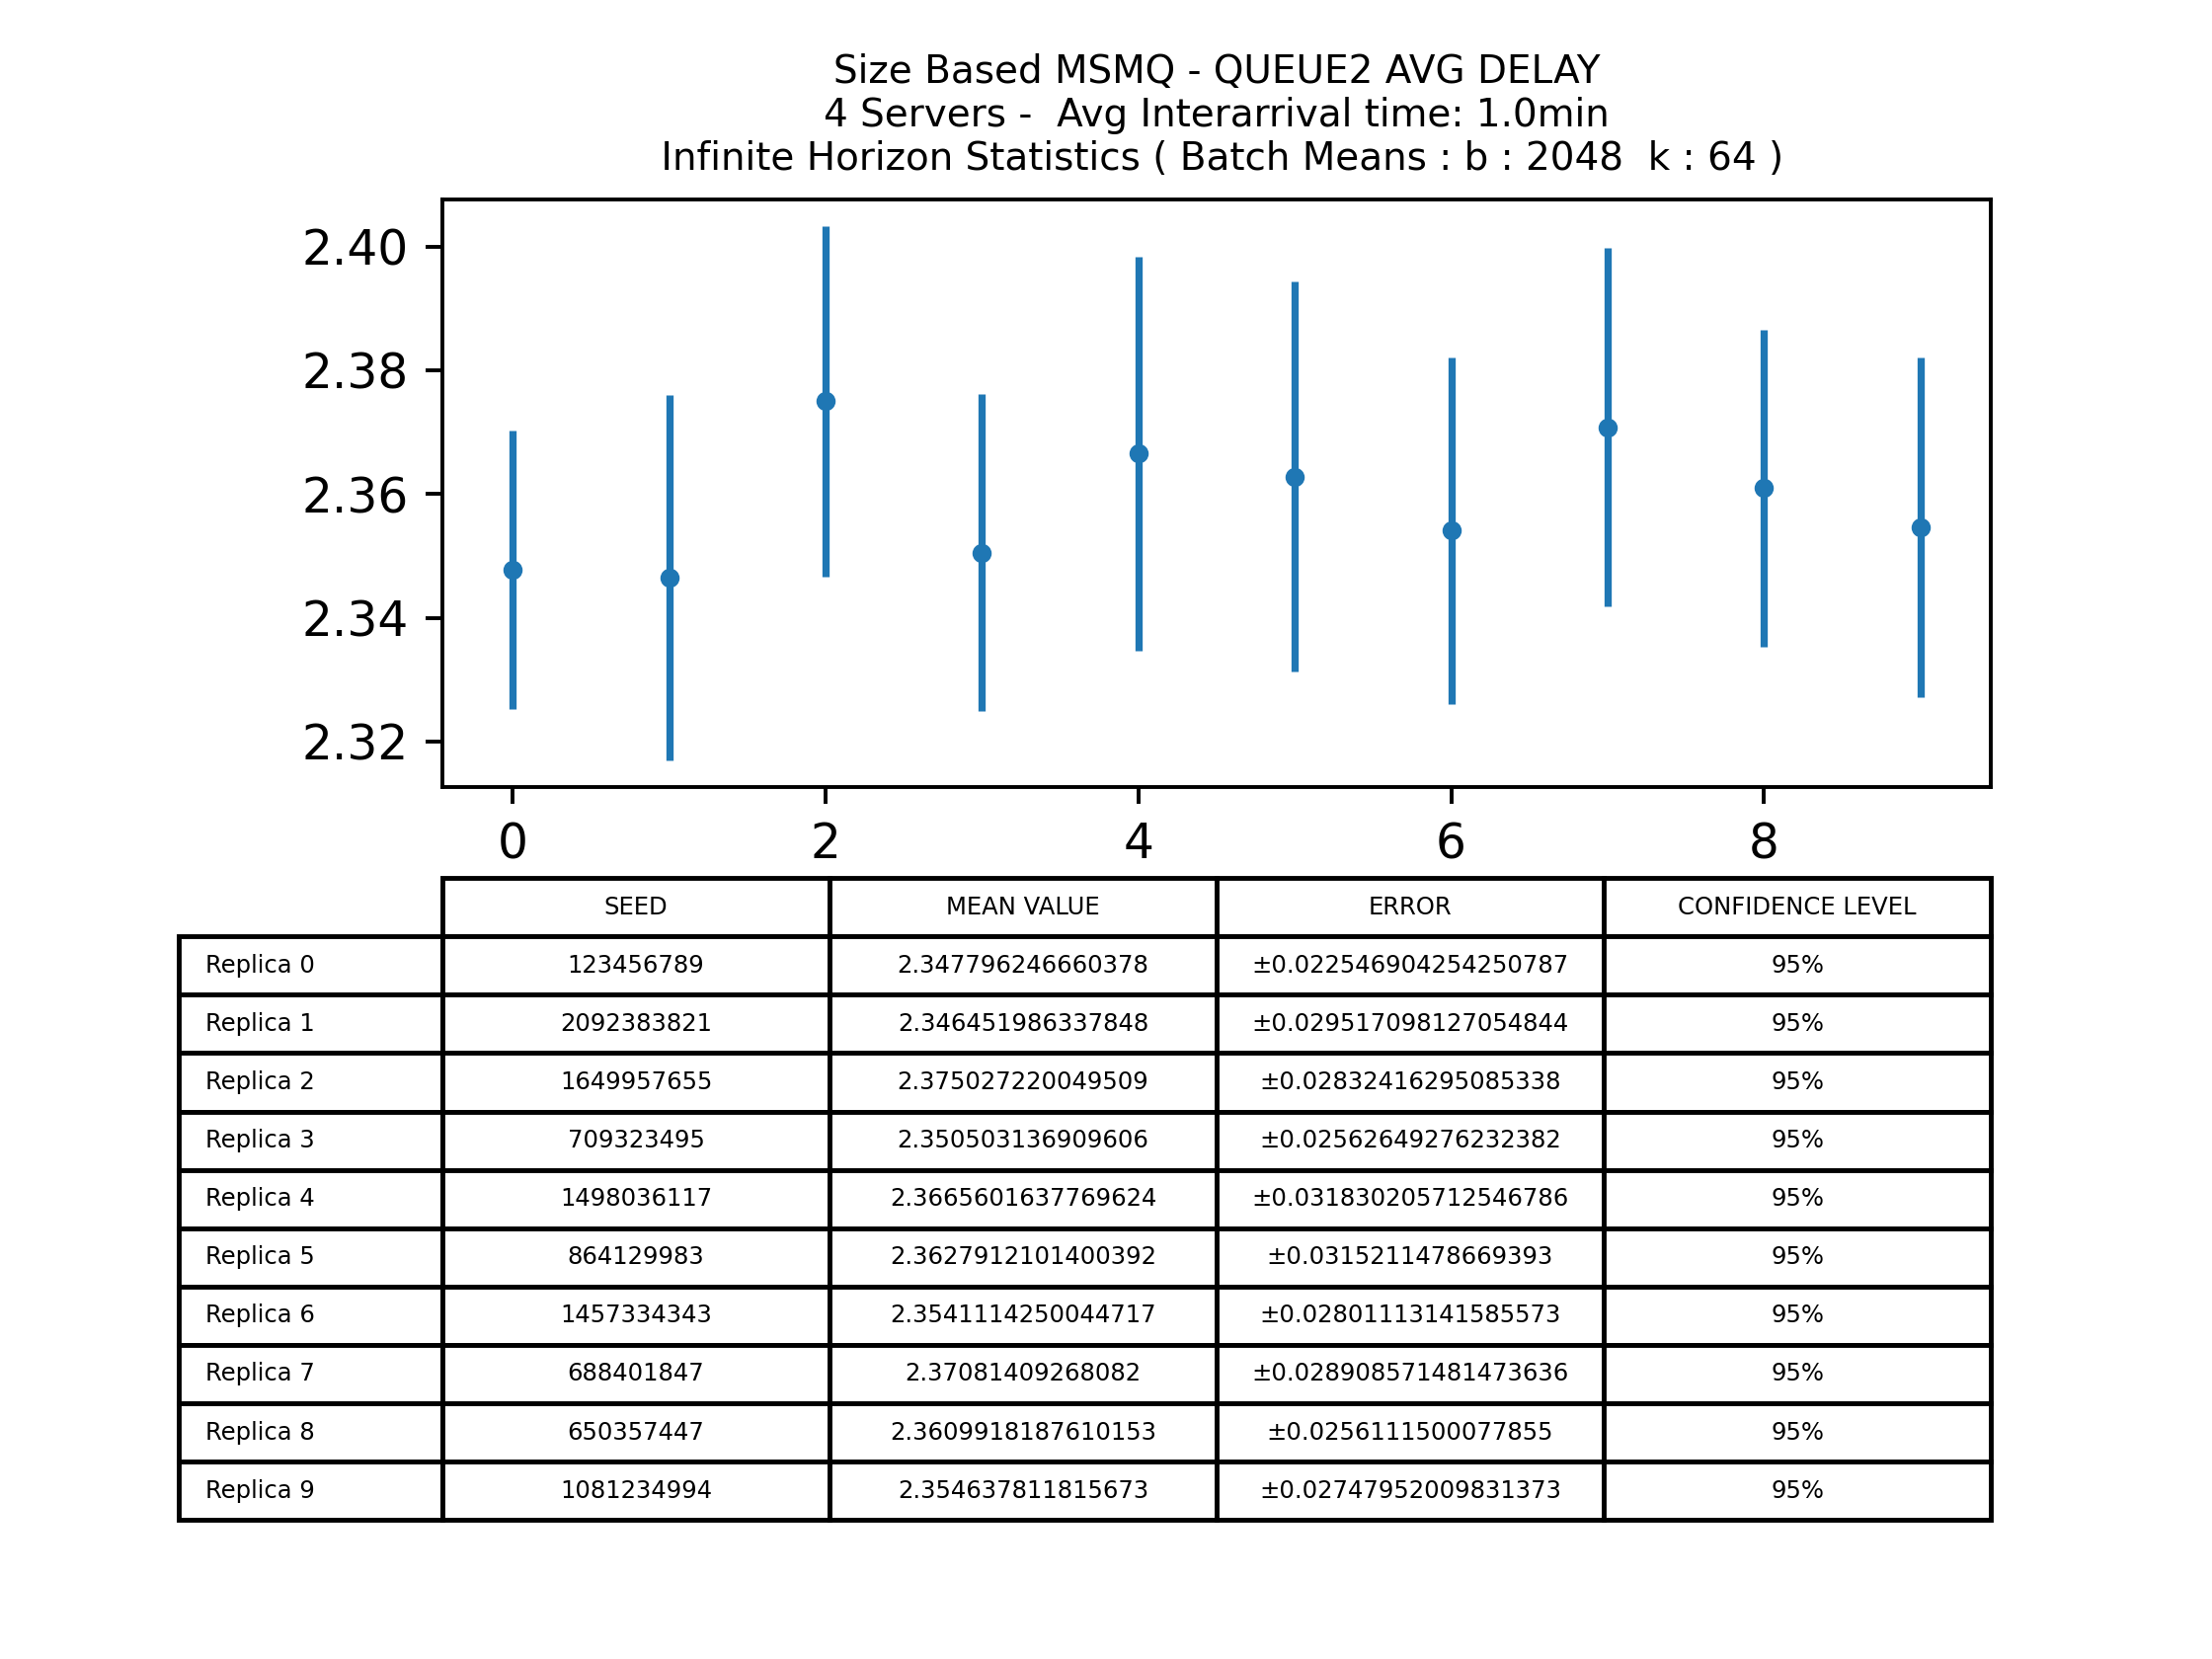 Size Based MSMQ - QUEUE2 AVG DELAY
4 Servers -  Avg Interarrival time: 1.0min
Infinite Horizon Statistics ( Batch Means : b : 2048  k : 64 )
2.40
2.38
2.36
2.34
2.32
0 2 4 6 8
SEED MEAN VALUE ERROR CONFIDENCE LEVEL
Replica 0 123456789 2.347796246660378 ±0.022546904254250787 95%
Replica 1 2092383821 2.346451986337848 ±0.029517098127054844 95%
Replica 2 1649957655 2.375027220049509 ±0.02832416295085338 95%
Replica 3 709323495 2.350503136909606 ±0.02562649276232382 95%
Replica 4 1498036117 2.3665601637769624 ±0.031830205712546786 95%
Replica 5 864129983 2.3627912101400392 ±0.0315211478669393 95%
Replica 6 1457334343 2.3541114250044717 ±0.02801113141585573 95%
Replica 7 688401847 2.37081409268082 ±0.028908571481473636 95%
Replica 8 650357447 2.3609918187610153 ±0.0256111500077855 95%
Replica 9 1081234994 2.354637811815673 ±0.02747952009831373 95%